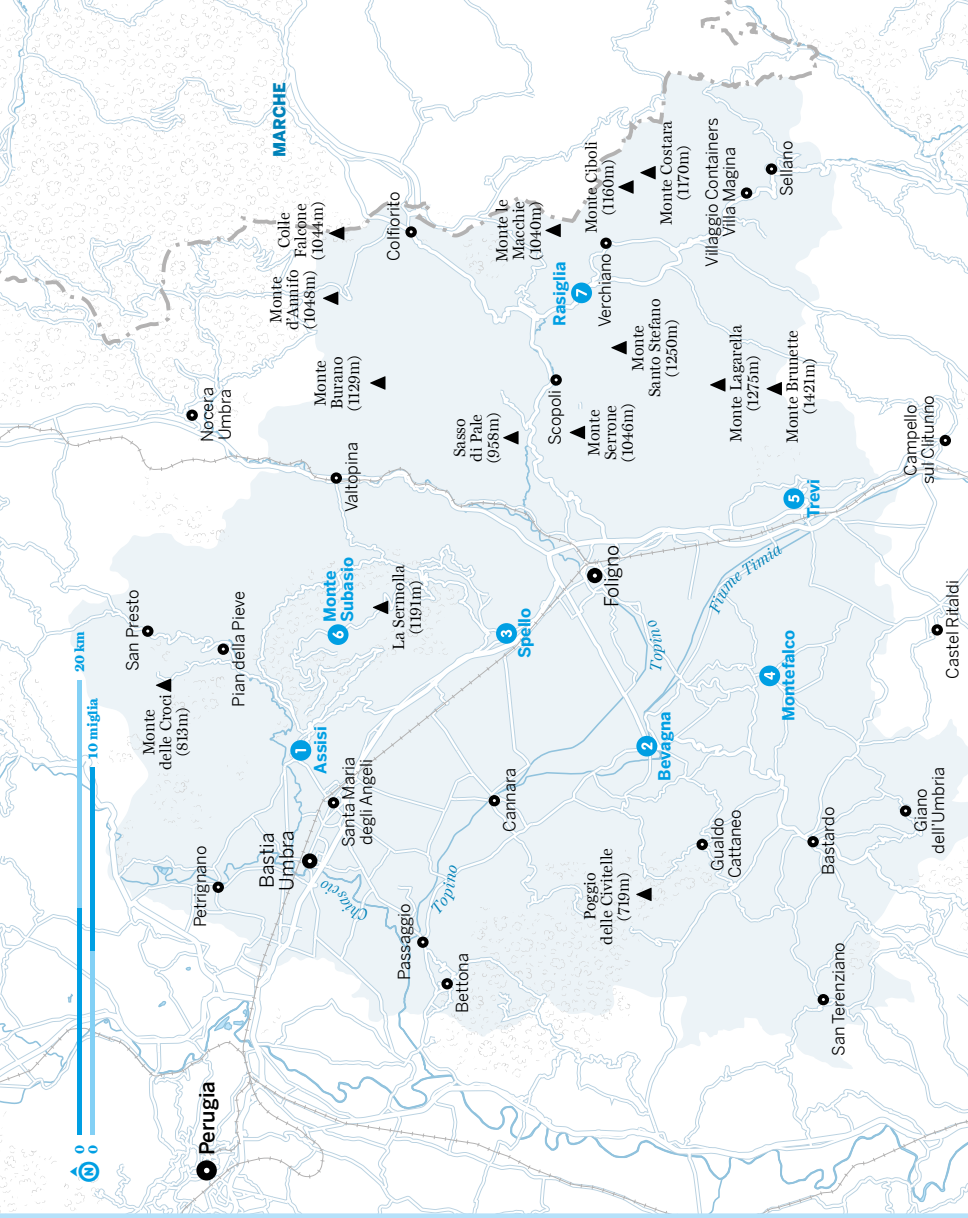 N
0
20 km
0
10 miglia
Perugia
MARCHE
San Presto
Monte
delle Croci
(813m)
Pian della Pieve
Petrignano
Nocera
Umbra
Colle
Falcone
(1044m)
Monte
d'Annifo
(1048m)
Colfiorito
Monte
Burano
(1129m)
Valtopina
1
Assisi
6
Monte
Subasio
La Sermolla
(1191m)
Bastia
Umbra
Santa Maria
degli Angeli
Chiascio
Passaggio
Topino
Bettona
Cannara
3
Spello
Sasso
di Pale
(958m)
Scopoli
Monte
Serrone
(1046m)
Monte le
Macchie
(1040m)
Rasiglia
7
Verchiano
Monte Ciboli
(1160m)
Monte Costara
(1170m)
Foligno
Topino
Fiume Timia
2
Bevagna
Poggio
delle Civitelle
(719m)
Monte
Santo Stefano
(1250m)
Villaggio Containers
Villa Magina
Sellano
Monte Lagarella
(1275m)
Monte Brunette
(1421m)
Gualdo
Cattaneo
4
Montefalco
5
Trevi
Bastardo
San Terenziano
Giano
dell'Umbria
Castel Ritaldi
Campello
sul Clitunno